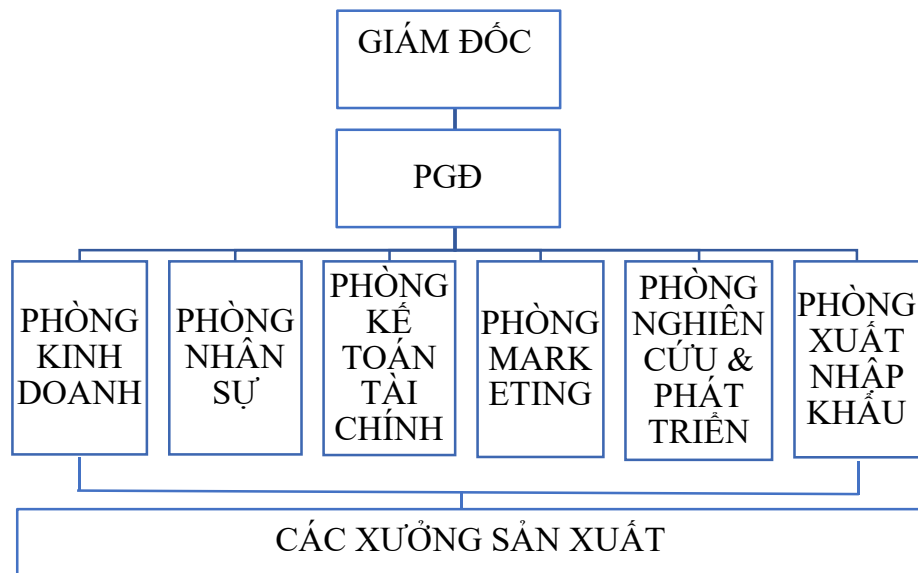 GIÁM ĐỐC
PGĐ
PHÒNG
KINH
DOANH
PHÒNG
NHÂN
SỰ
PHÒNG
KẾ
TOÁN
TÀI
CHÍNH
PHÒNG
MARK
ETING
PHÒNG
NGHIÊN
CỨU &
PHÁT
TRIỂN
PHÒNG
XUẤT
NHẬP
KHẨU
CÁC XƯỞNG SẢN XUẤT